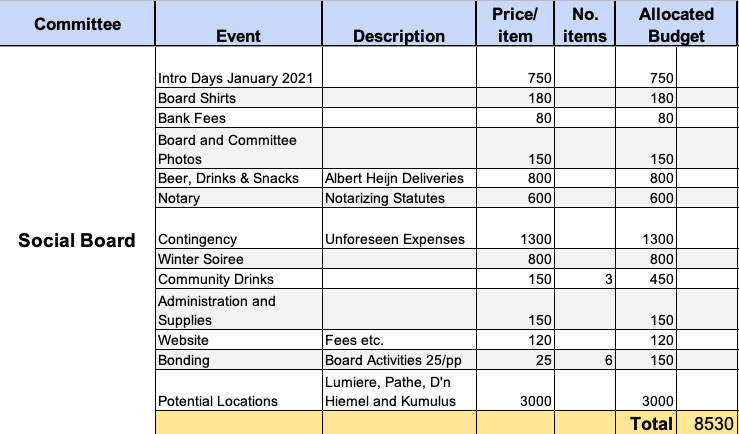 Committee Event Description Price/ item No. items Allocated Budget
Social Board
Intro Days January 2021 750 750
Board Shirts 180 180
Bank Fees 80 80
Board and Committee
Photos 150 150
Beer, Drinks & Snacks Albert Heijn Deliveries 800 800
Notary Notarizing Statutes 600 600
Contingency Unforeseen Expenses 1300 1300
Winter Soiree 800 800
Community Drinks 150 3 450
Administration and
Supplies 150 150
Website Fees etc. 120 120
Bonding Board Activities 25/pp 25 6 150
Lumiere, Pathe, D'n
Potential Locations Hiemel and Kumulus 3000 3000
Total 8530